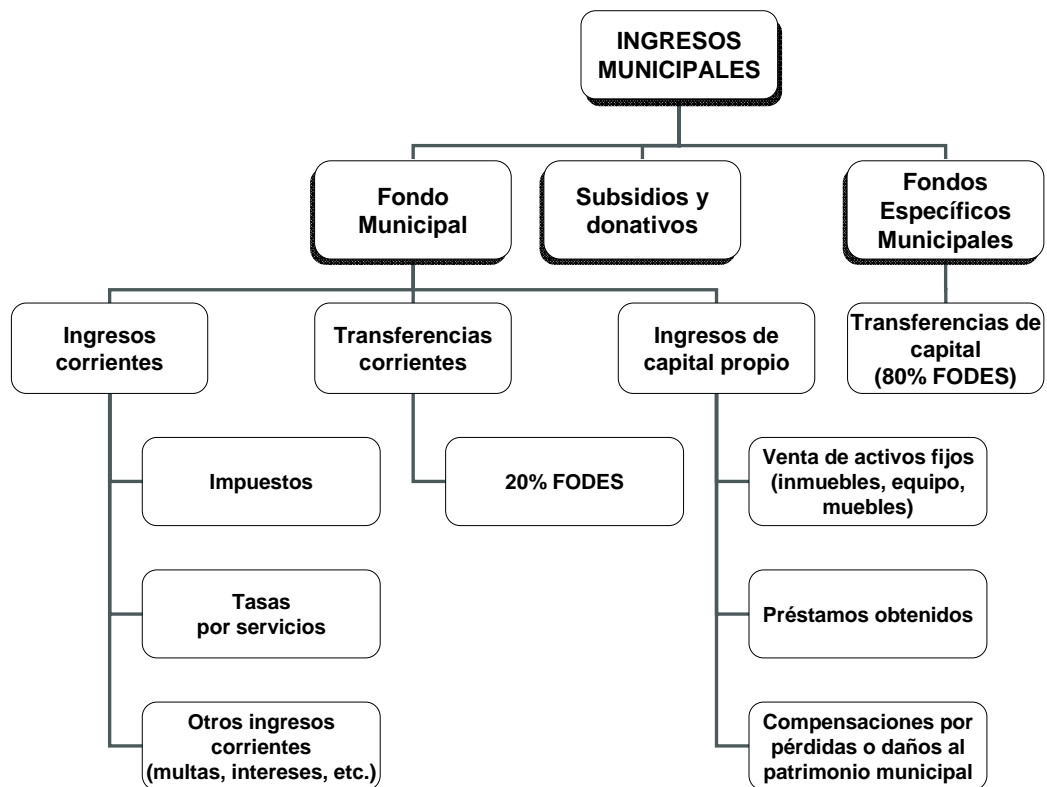 INGRESOS
MUNICIPALES
Fondo
Municipal
Subsidios y
donativos
Fondos
Específicos
Municipales
Ingresos
corrientes
Transferencias
corrientes
Ingresos de
capital propio
Transferencias de
capital
(80% FODES)
Impuestos
20% FODES
Venta de activos fijos
(inmuebles, equipo,
muebles)
Tasas
por servicios
Préstamos obtenidos
Otros ingresos
corrientes
(multas, intereses, etc.)
Compensaciones por
pérdidas o daños al
patrimonio municipal